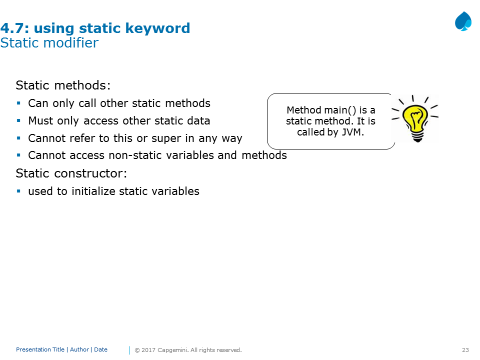 4.7: using static keyword
Static modifier
Static methods:
▪ Can only call other static methods
▪ Must only access other static data
▪ Cannot refer to this or super in any way
▪ Cannot access non-static variables and methods
Static constructor:
▪ used to initialize static variables
Method main() is a
static method. It is
called by JVM.
Presentation Title | Author | Date
© 2017 Capgemini. All rights reserved.
23